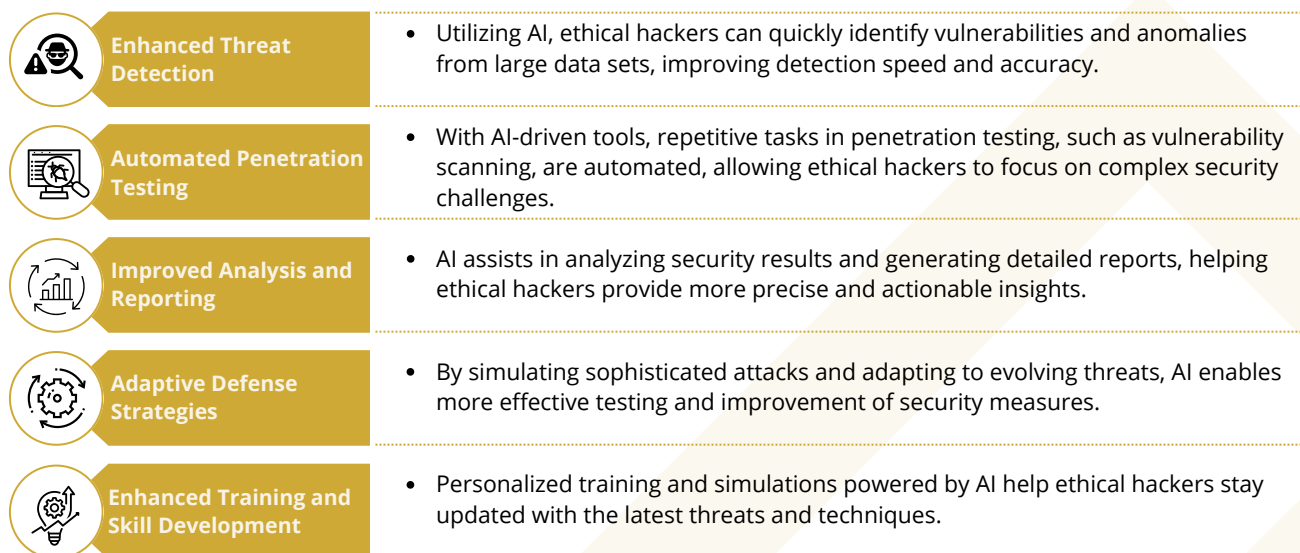 Enhanced Threat
Detection
• Utilizing AI, ethical hackers can quickly identify vulnerabilities and anomalies
from large data sets, improving detection speed and accuracy.
Automated Penetration
Testing
• With AI-driven tools, repetitive tasks in penetration testing, such as vulnerability
scanning, are automated, allowing ethical hackers to focus on complex security
challenges.
Improved Analysis and
Reporting
• AI assists in analyzing security results and generating detailed reports, helping
ethical hackers provide more precise and actionable insights.
Adaptive Defense
Strategies
• By simulating sophisticated attacks and adapting to evolving threats, AI enables
more effective testing and improvement of security measures.
Enhanced Training and
Skill Development
• Personalized training and simulations powered by AI help ethical hackers stay
updated with the latest threats and techniques.